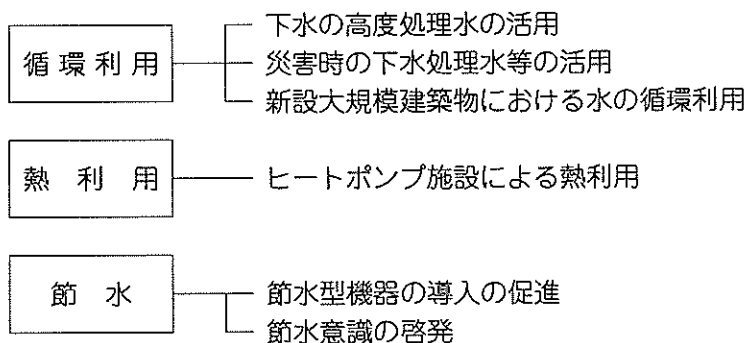 循環利用
下水の高度処理水の活用
災害時の下水処理水等の活用
新設大規模建築物における水の循環利用
熱利用
ヒートポンプ施設による熱利用
節水
節水型機器の導入の促進
節水意識の啓発